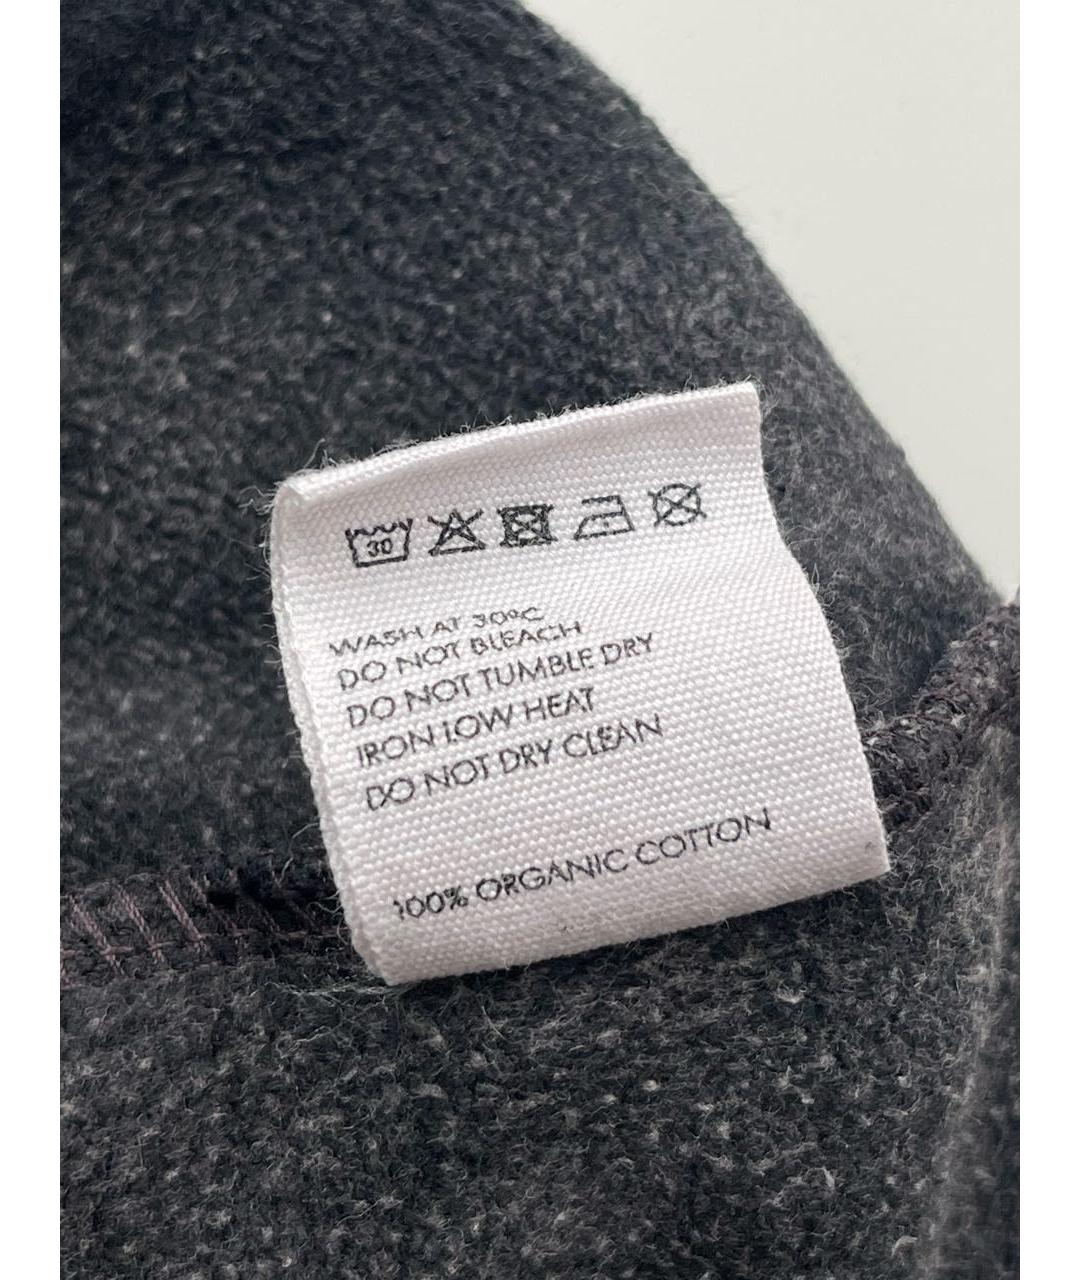 30
WASH AT 30°C
DO NOT BLEACH
DO NOT TUMBLE DRY
IRON LOW HEAT
DO NOT DRY CLEAN
100% ORGANIC COTTON